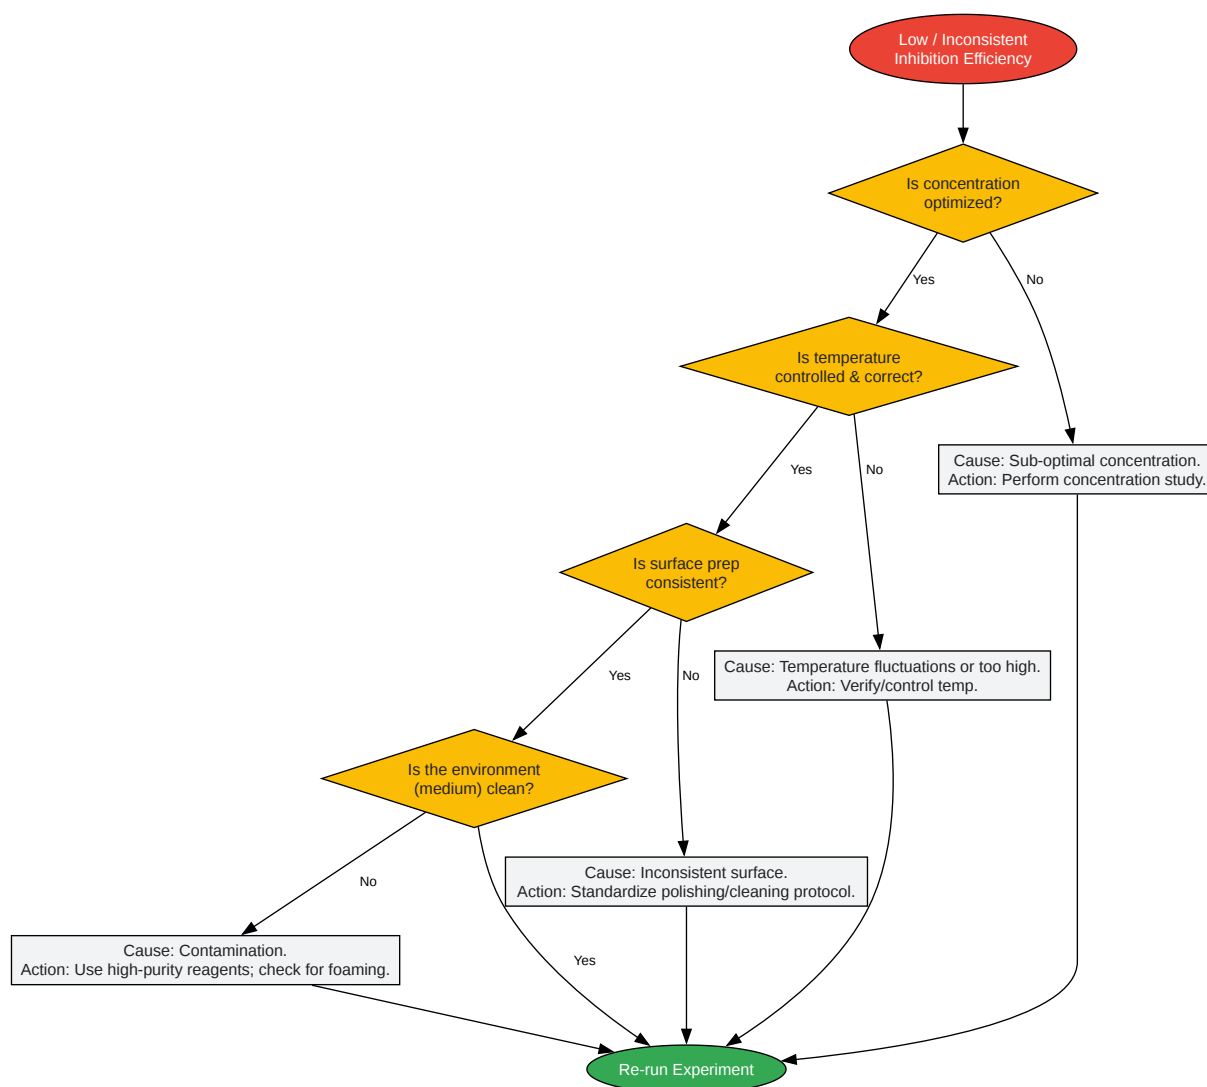 Low / Inconsistent
Inhibition Efficiency
Is concentration
optimized?
Yes
No
Is temperature
controlled & correct?
Yes
No
Cause: Sub-optimal concentration.
Action: Perform concentration study.
Is surface prep
consistent?
Yes
No
Cause: Temperature fluctuations or too high.
Action: Verify/control temp.
Is the environment
(medium) clean?
No
Yes
Cause: Inconsistent surface.
Action: Standardize polishing/cleaning protocol.
Cause: Contamination.
Action: Use high-purity reagents; check for foaming.
Re-run Experiment